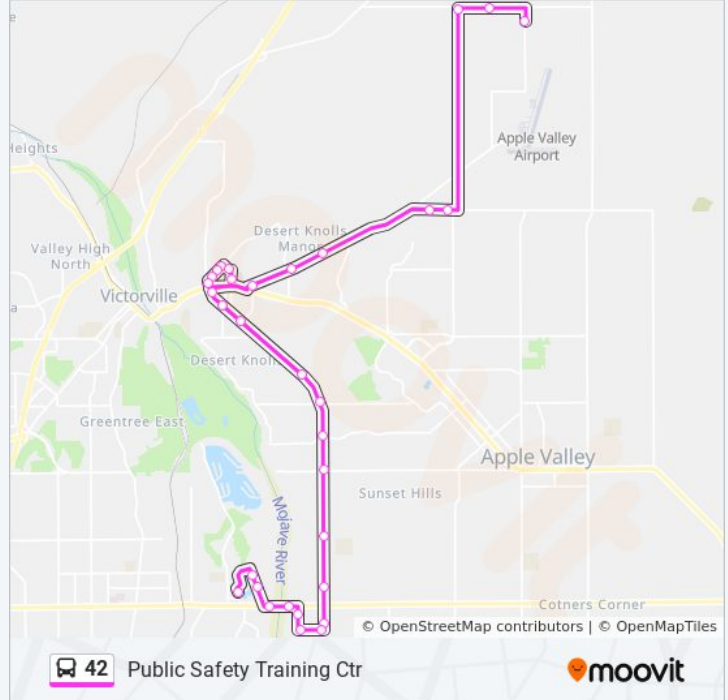 Apple Valley
Airport
Heights
Desert Knolls
Manor
Valley High
North
Victorville
Desert Knoll
Greentree East
Apple Valley
Sunset Hills
Mojave River
Cotners Corner
© OpenStreetMap contributors | © OpenMapTiles
42 Public Safety Training Ctr
moovit